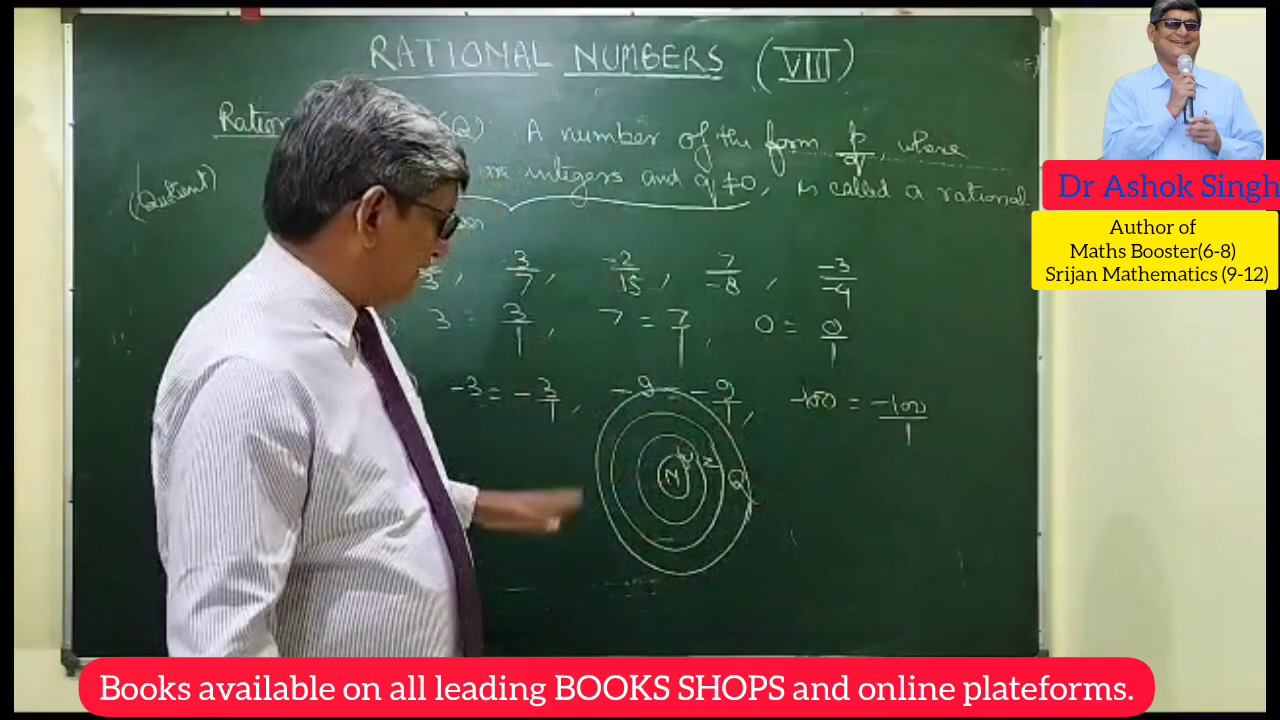 RATIONAL NUMBERS (VIII)
(Q): A number of the form p/q, where
integers and q ≠ 0, is called a rational
(Quotient)
3/7, -2/15, 7/-8, -3/-4
3 = 3/1, 7 = 7/1, 0 = 0/1
-3 = -3/1, -9 = -9/1, -100 = -100/1
N W Z Q
Dr Ashok Singh
Author of
Maths Booster(6-8)
Srijan Mathematics (9-12)
Books available on all leading BOOKS SHOPS and online plateforms.